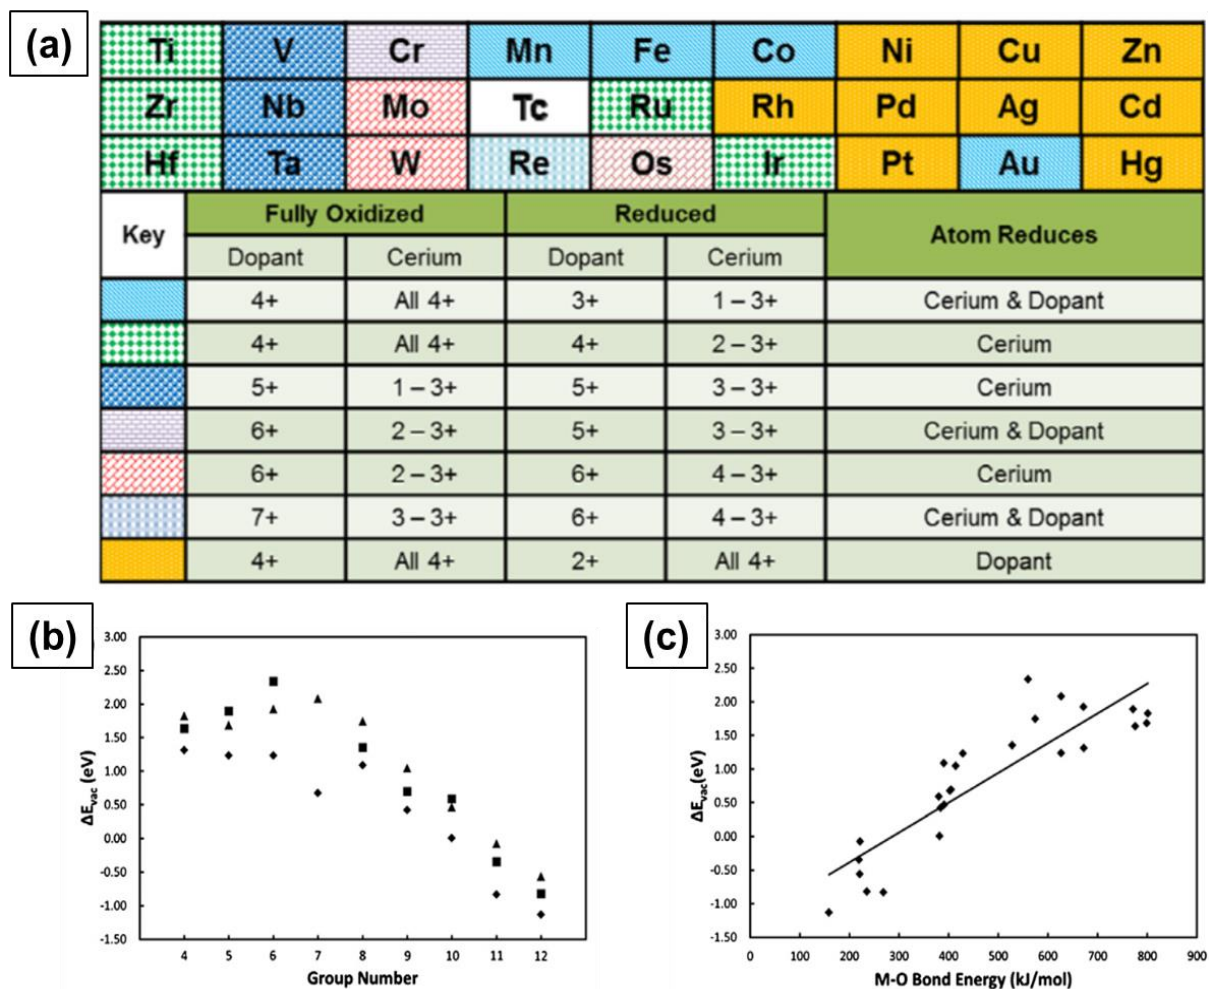 (a)
Ti V Cr Mn Fe Co Ni Cu Zn
Zr Nb Mo Tc Ru Rh Pd Ag Cd
Hf Ta W Re Os Ir Pt Au Hg
Key Fully Oxidized Reduced Atom Reduces
Dopant Cerium Dopant Cerium
4+ All 4+ 3+ 1 – 3+ Cerium & Dopant
4+ All 4+ 4+ 2 – 3+ Cerium
5+ 1 – 3+ 5+ 3 – 3+ Cerium
6+ 2 – 3+ 5+ 3 – 3+ Cerium & Dopant
6+ 2 – 3+ 6+ 4 – 3+ Cerium
7+ 3 – 3+ 6+ 4 – 3+ Cerium & Dopant
4+ All 4+ 2+ All 4+ Dopant
(b)
ΔEvac (eV)
3.00
2.50
2.00
1.50
1.00
0.50
0.00
-0.50
-1.00
-1.50
4 5 6 7 8 9 10 11 12
Group Number
(c)
ΔEvac(eV)
3.00
2.50
2.00
1.50
1.00
0.50
0.00
-0.50
-1.00
-1.50
0 100 200 300 400 500 600 700 800 900
M-O Bond Energy (kJ/mol)